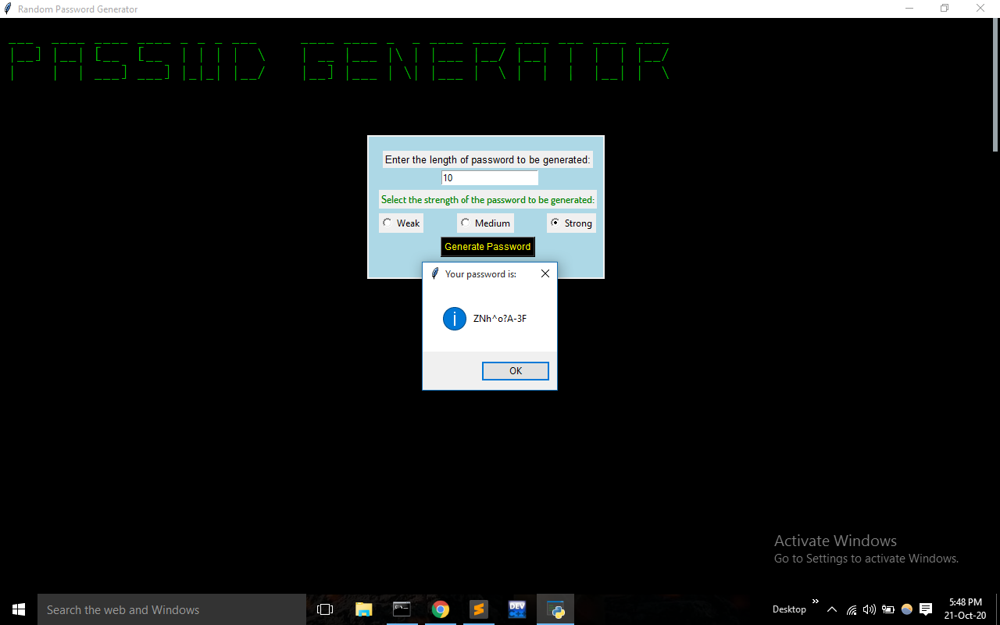 Random Password Generator
PASSWD GENERATOR
Enter the length of password to be generated:
10
Select the strength of the password to be generated:
Weak Medium Strong
Generate Password
Your password is:
ZNh^o?A-3F
OK
Activate Windows
Go to Settings to activate Windows.
Search the web and Windows
DEV
Desktop
5:48 PM
21-Oct-20